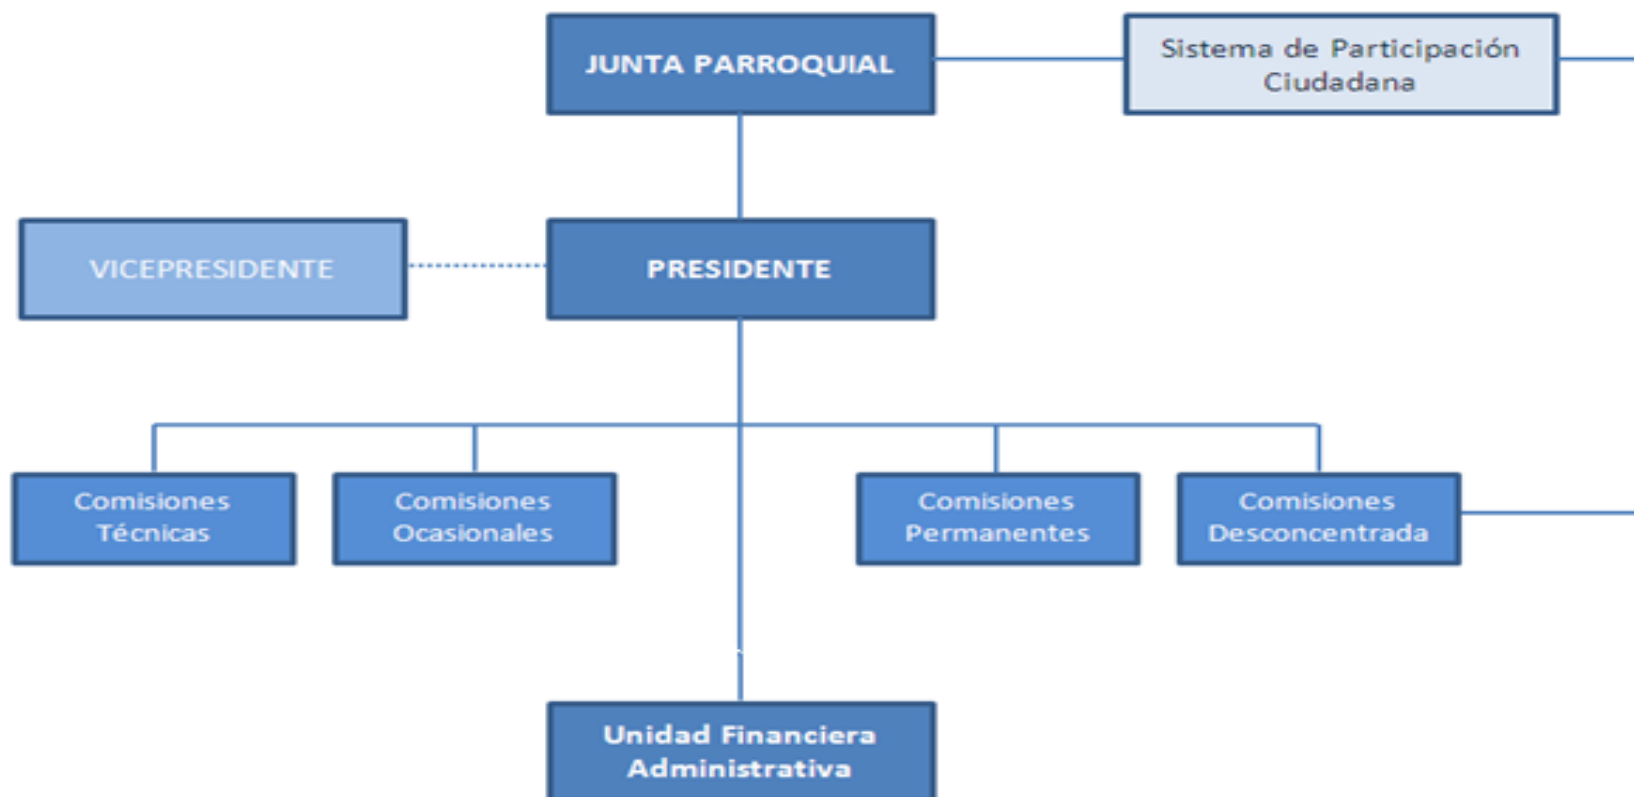 JUNTA PARROQUIAL
Sistema de Participación
Ciudadana
VICEPRESIDENTE
PRESIDENTE
Comisiones
Técnicas
Comisiones
Ocasionales
Comisiones
Permanentes
Comisiones
Desconcentrada
Unidad Financiera
Administrativa